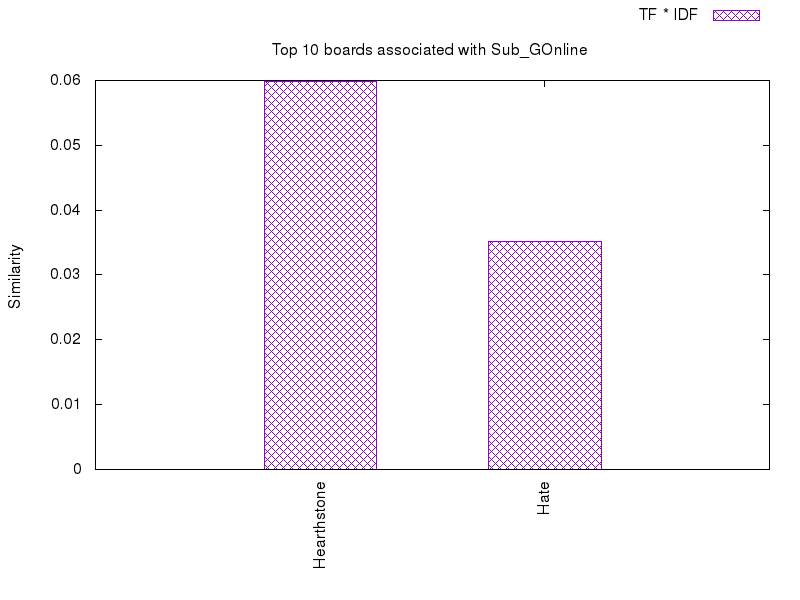 TF * IDF
Top 10 boards associated with Sub_GOnline
0.06
0.05
0.04
0.03
0.02
0.01
0
Similarity
Hearthstone
Hate